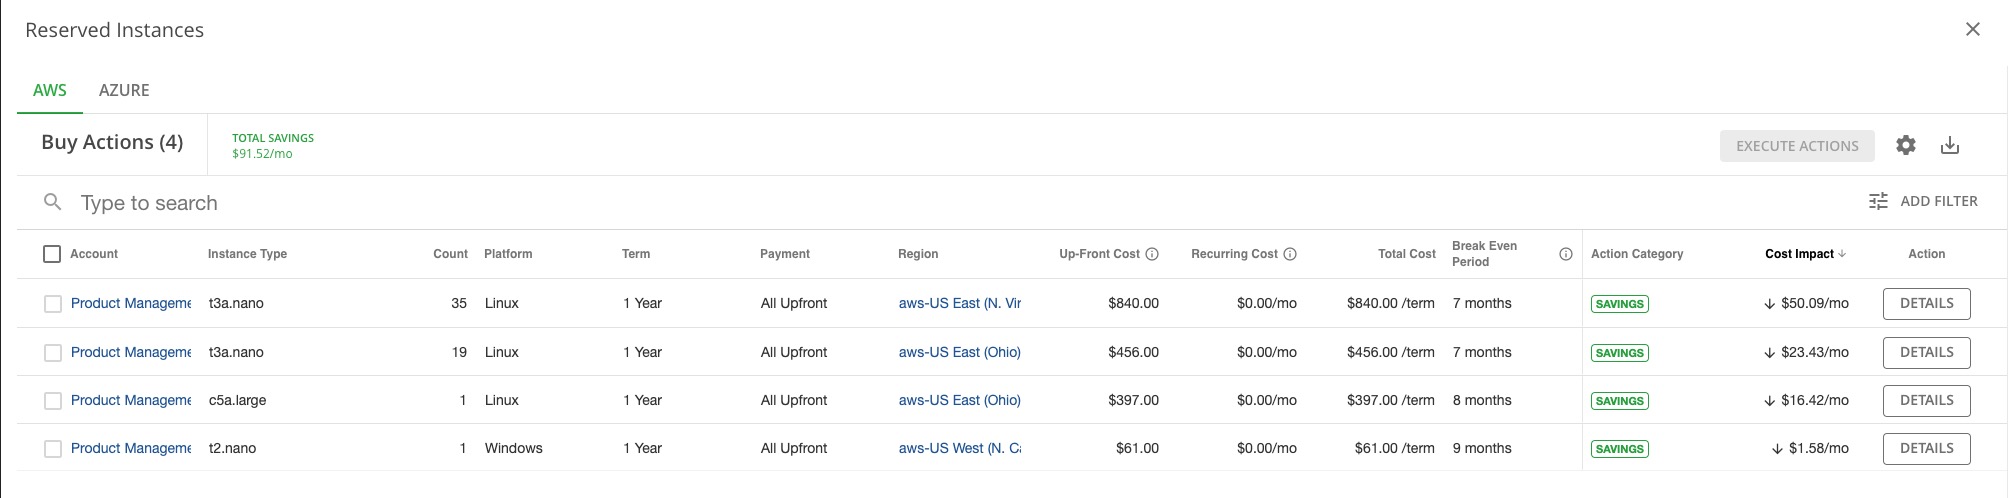 Reserved Instances
AWS AZURE
Buy Actions (4)
TOTAL SAVINGS
$91.52/mo
EXECUTE ACTIONS
Type to search
ADD FILTER
Account Instance Type Count Platform Term Payment Region Up-Front Cost Recurring Cost Total Cost Break Even Period Action Category Cost Impact Action
Product Manageme t3a.nano 35 Linux 1 Year All Upfront aws-US East (N. Vir $840.00 $0.00/mo $840.00 /term 7 months SAVINGS $50.09/mo DETAILS
Product Manageme t3a.nano 19 Linux 1 Year All Upfront aws-US East (Ohio) $456.00 $0.00/mo $456.00 /term 7 months SAVINGS $23.43/mo DETAILS
Product Manageme c5a.large 1 Linux 1 Year All Upfront aws-US East (Ohio) $397.00 $0.00/mo $397.00 /term 8 months SAVINGS $16.42/mo DETAILS
Product Manageme t2.nano 1 Windows 1 Year All Upfront aws-US West (N. Ca $61.00 $0.00/mo $61.00 /term 9 months SAVINGS $1.58/mo DETAILS